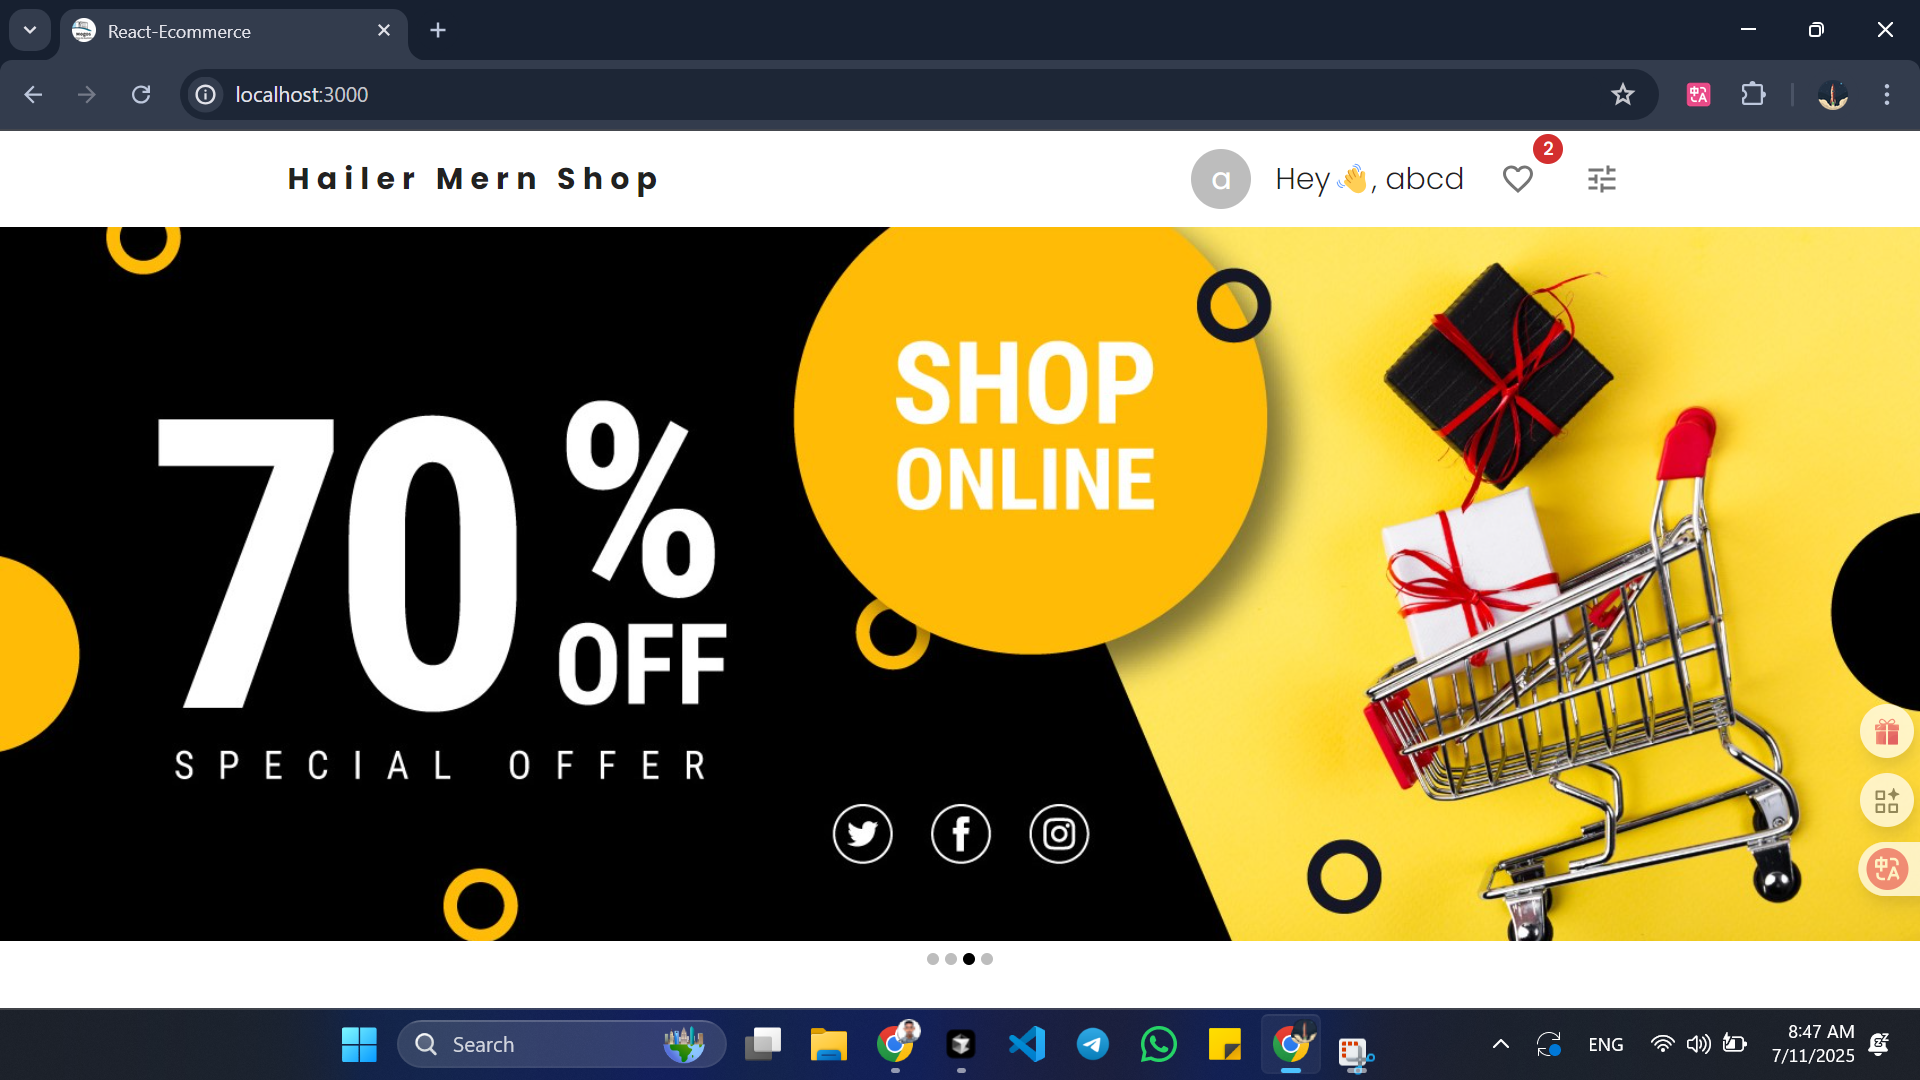 React-Ecommerce
localhost:3000
Hailer Mern Shop
a
Hey👋, abcd
2
SHOP
ONLINE
70%
OFF
SPECIAL OFFER
Search
ENG
8:47 AM
7/11/2025